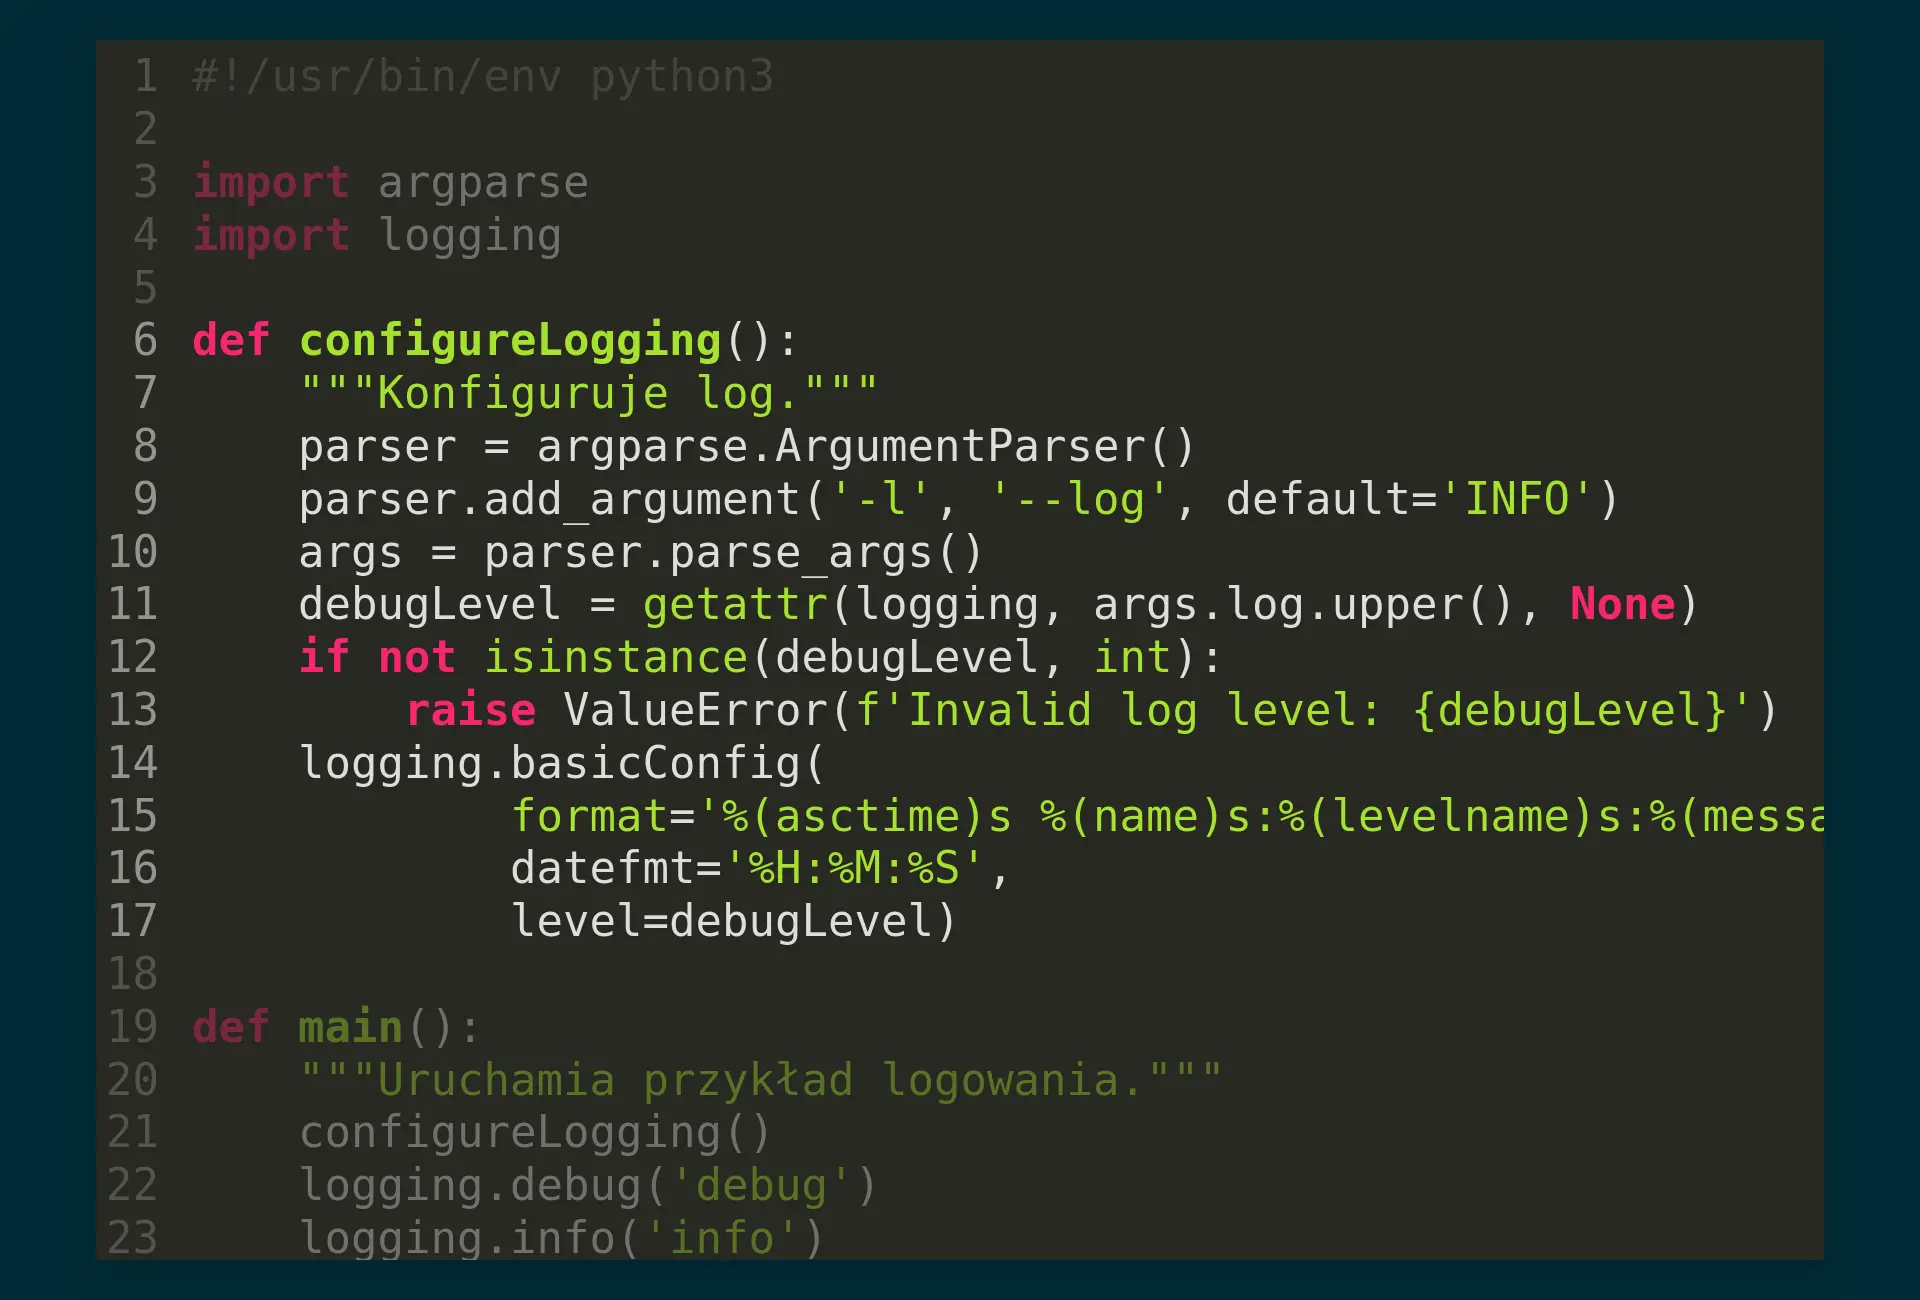 1 #!/usr/bin/env python3
2
3 import argparse
4 import logging
5
6 def configureLogging():
7     """Konfiguruje log."""
8     parser = argparse.ArgumentParser()
9     parser.add_argument('-l', '--log', default='INFO')
10     args = parser.parse_args()
11     debugLevel = getattr(logging, args.log.upper(), None)
12     if not isinstance(debugLevel, int):
13         raise ValueError(f'Invalid log level: {debugLevel}')
14     logging.basicConfig(
15             format='%(asctime)s %(name)s:%(levelname)s:%(messa
16             datefmt='%H:%M:%S',
17             level=debugLevel)
18
19 def main():
20     """Uruchamia przykład logowania."""
21     configureLogging()
22     logging.debug('debug')
23     logging.info('info')